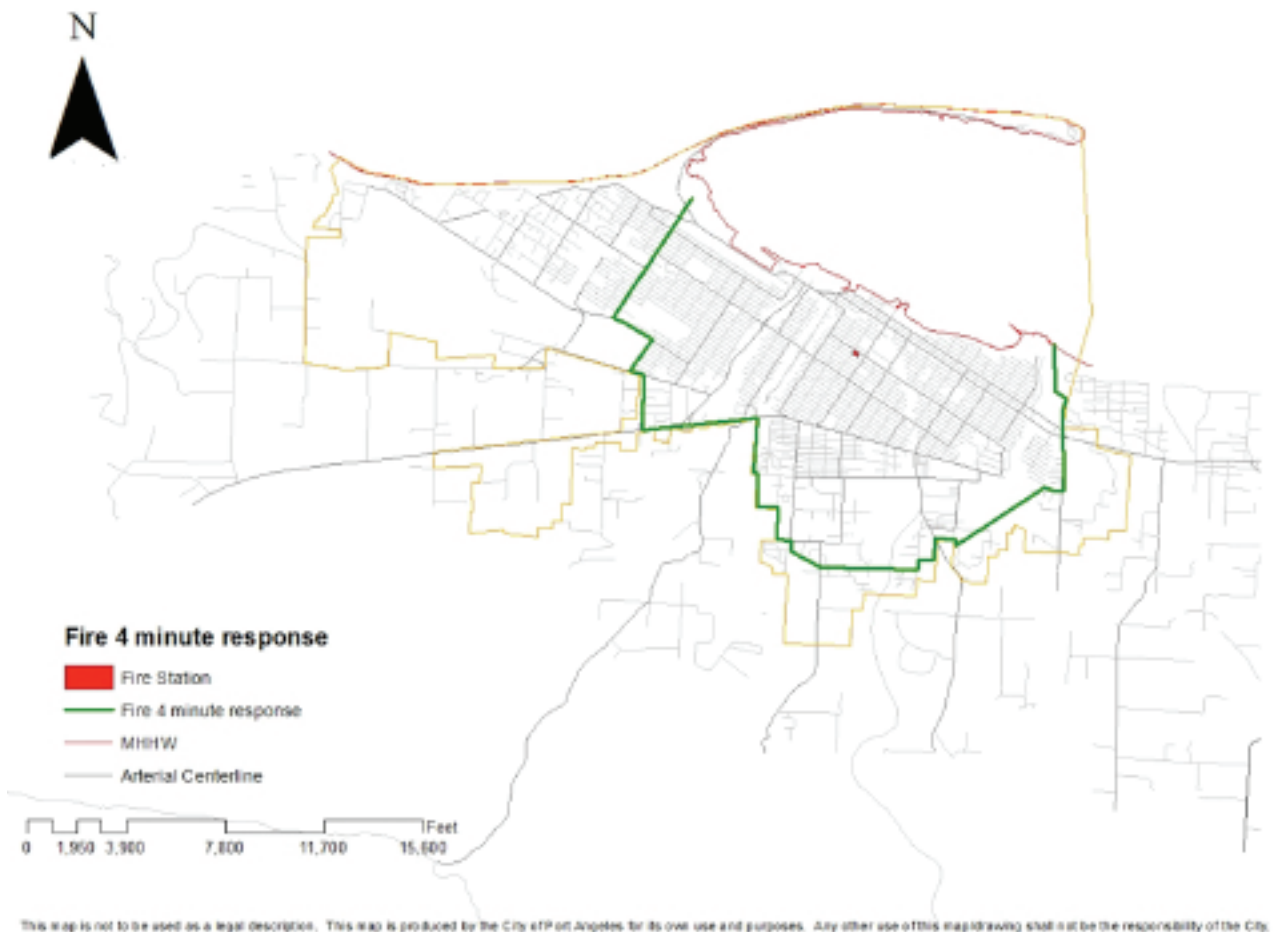 N
Fire 4 minute response
Fire Station
Fire 4 minute response
MHHW
Arterial Centerline
Feet
0 1,950 3,900 7,800 11,700 15,600
This map is not to be used as a legal description. This map is produced by the City of Port Angeles for its own use and purposes. Any other use of this map/drawing shall not be the responsibility of the City.